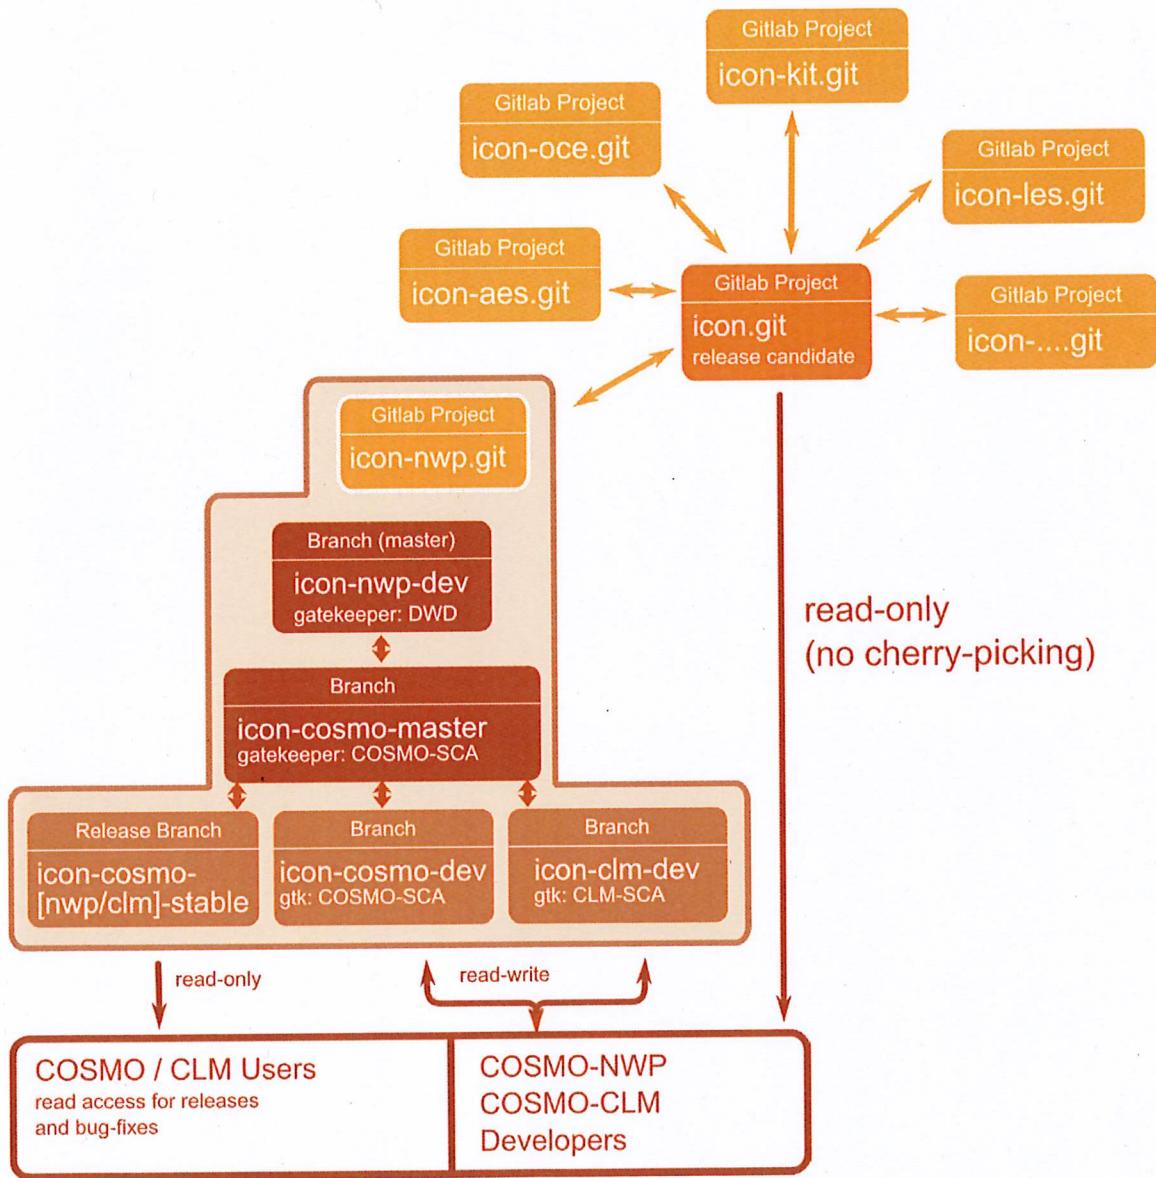 Gitlab Project
icon-kit.git
Gitlab Project
icon-oce.git
Gitlab Project
icon-les.git
Gitlab Project
icon-aes.git
Gitlab Project
icon.git
release candidate
Gitlab Project
icon-....git
Gitlab Project
icon-nwp.git
Branch (master)
icon-nwp-dev
gatekeeper: DWD
Branch
icon-cosmo-master
gatekeeper: COSMO-SCA
read-only
(no cherry-picking)
Release Branch
icon-cosmo-
[nwp/clm]-stable
Branch
icon-cosmo-dev
gtk: COSMO-SCA
Branch
icon-clm-dev
gtk: CLM-SCA
read-only
read-write
COSMO / CLM Users
read access for releases
and bug-fixes
COSMO-NWP
COSMO-CLM
Developers